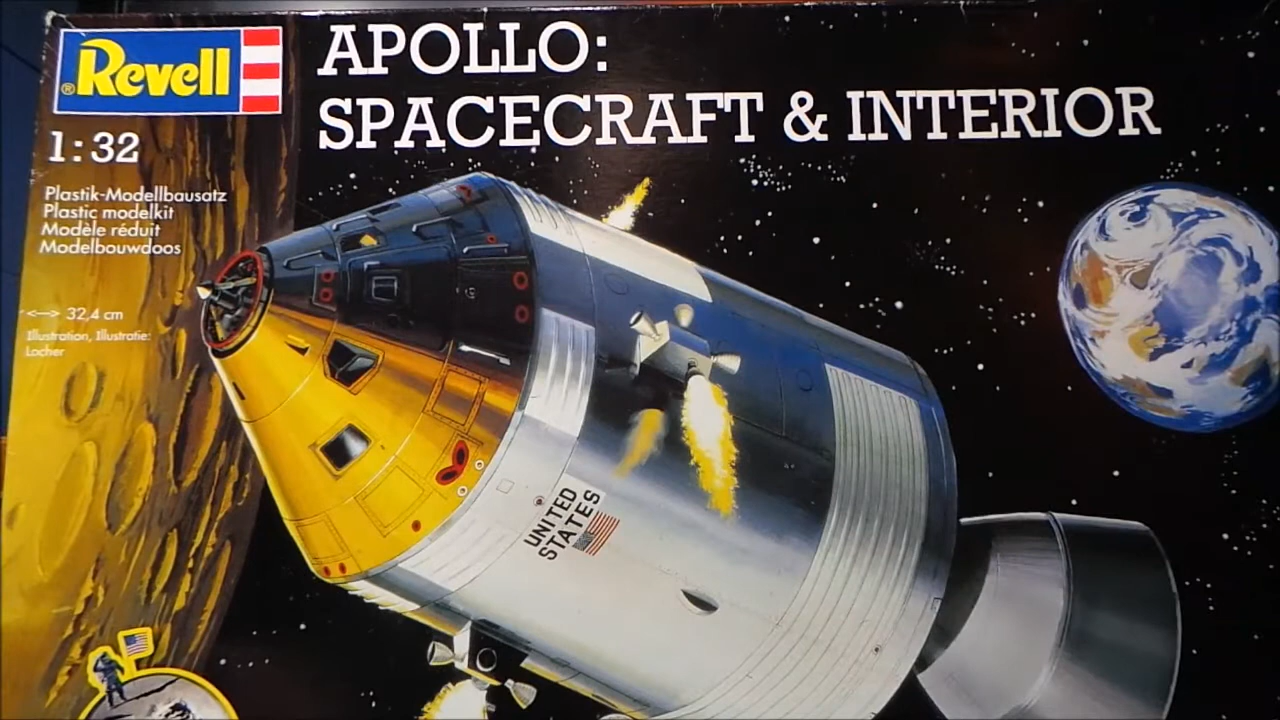 ® Revell
APOLLO:
SPACECRAFT & INTERIOR
1:32
Plastik-Modellbausatz
Plastic modelkit
Modèle réduit
Modelbouwdoos
<—> 32,4 cm
Illustration, Illustratie:
Locher
UNITED
STATES